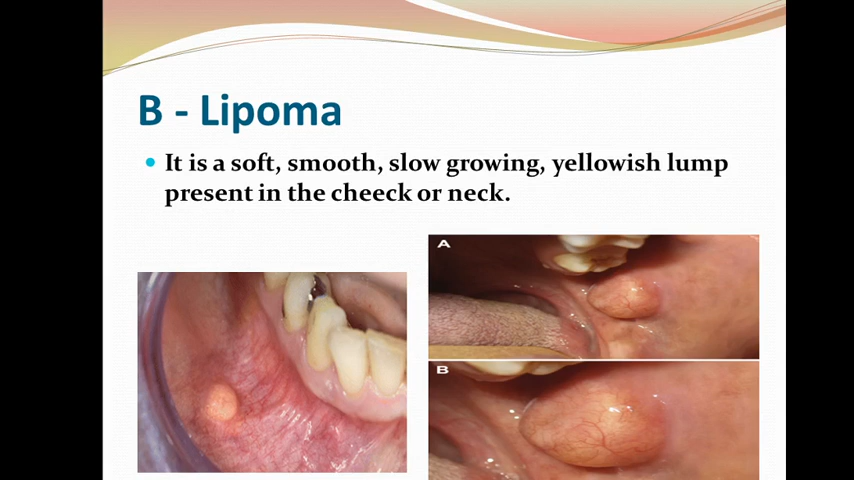 B - Lipoma
It is a soft, smooth, slow growing, yellowish lump
present in the cheeck or neck.
A
B